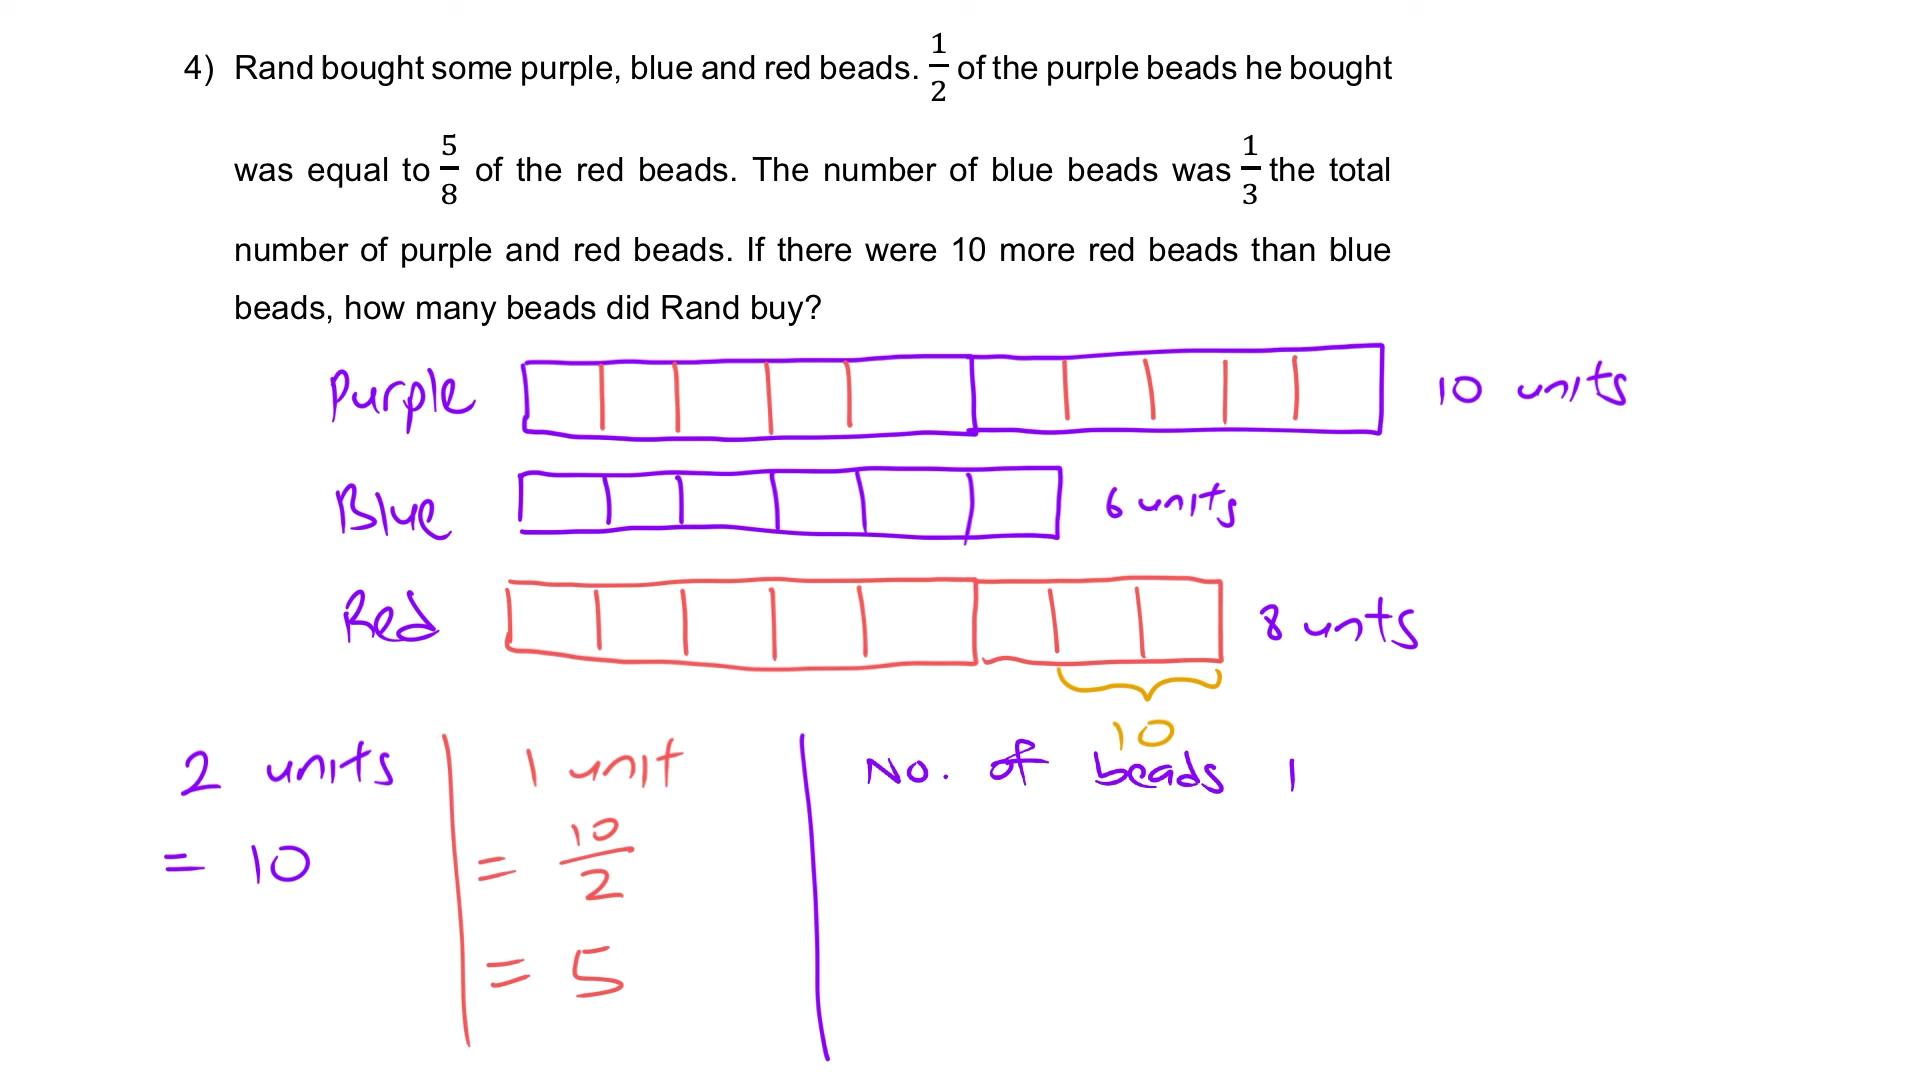 4) Rand bought some purple, blue and red beads. 1/2 of the purple beads he bought
was equal to 5/8 of the red beads. The number of blue beads was 1/3 the total
number of purple and red beads. If there were 10 more red beads than blue
beads, how many beads did Rand buy?
Purple 10 units
Blue 6 units
Red 8 units
10
2 units 1 unit No. of beads
= 10 = 10/2
= 5